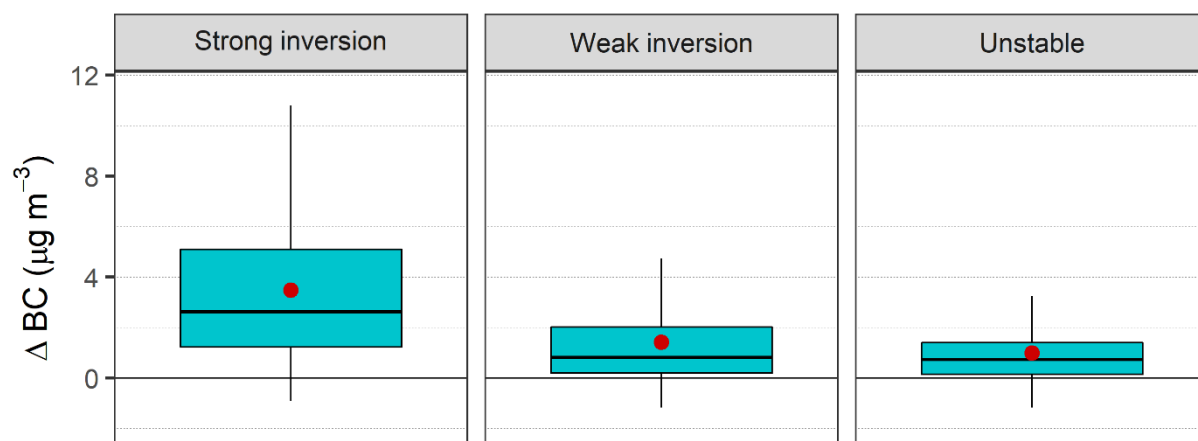 Strong inversion
Weak inversion
Unstable
12
8
4
0
Δ BC (µg m⁻³)